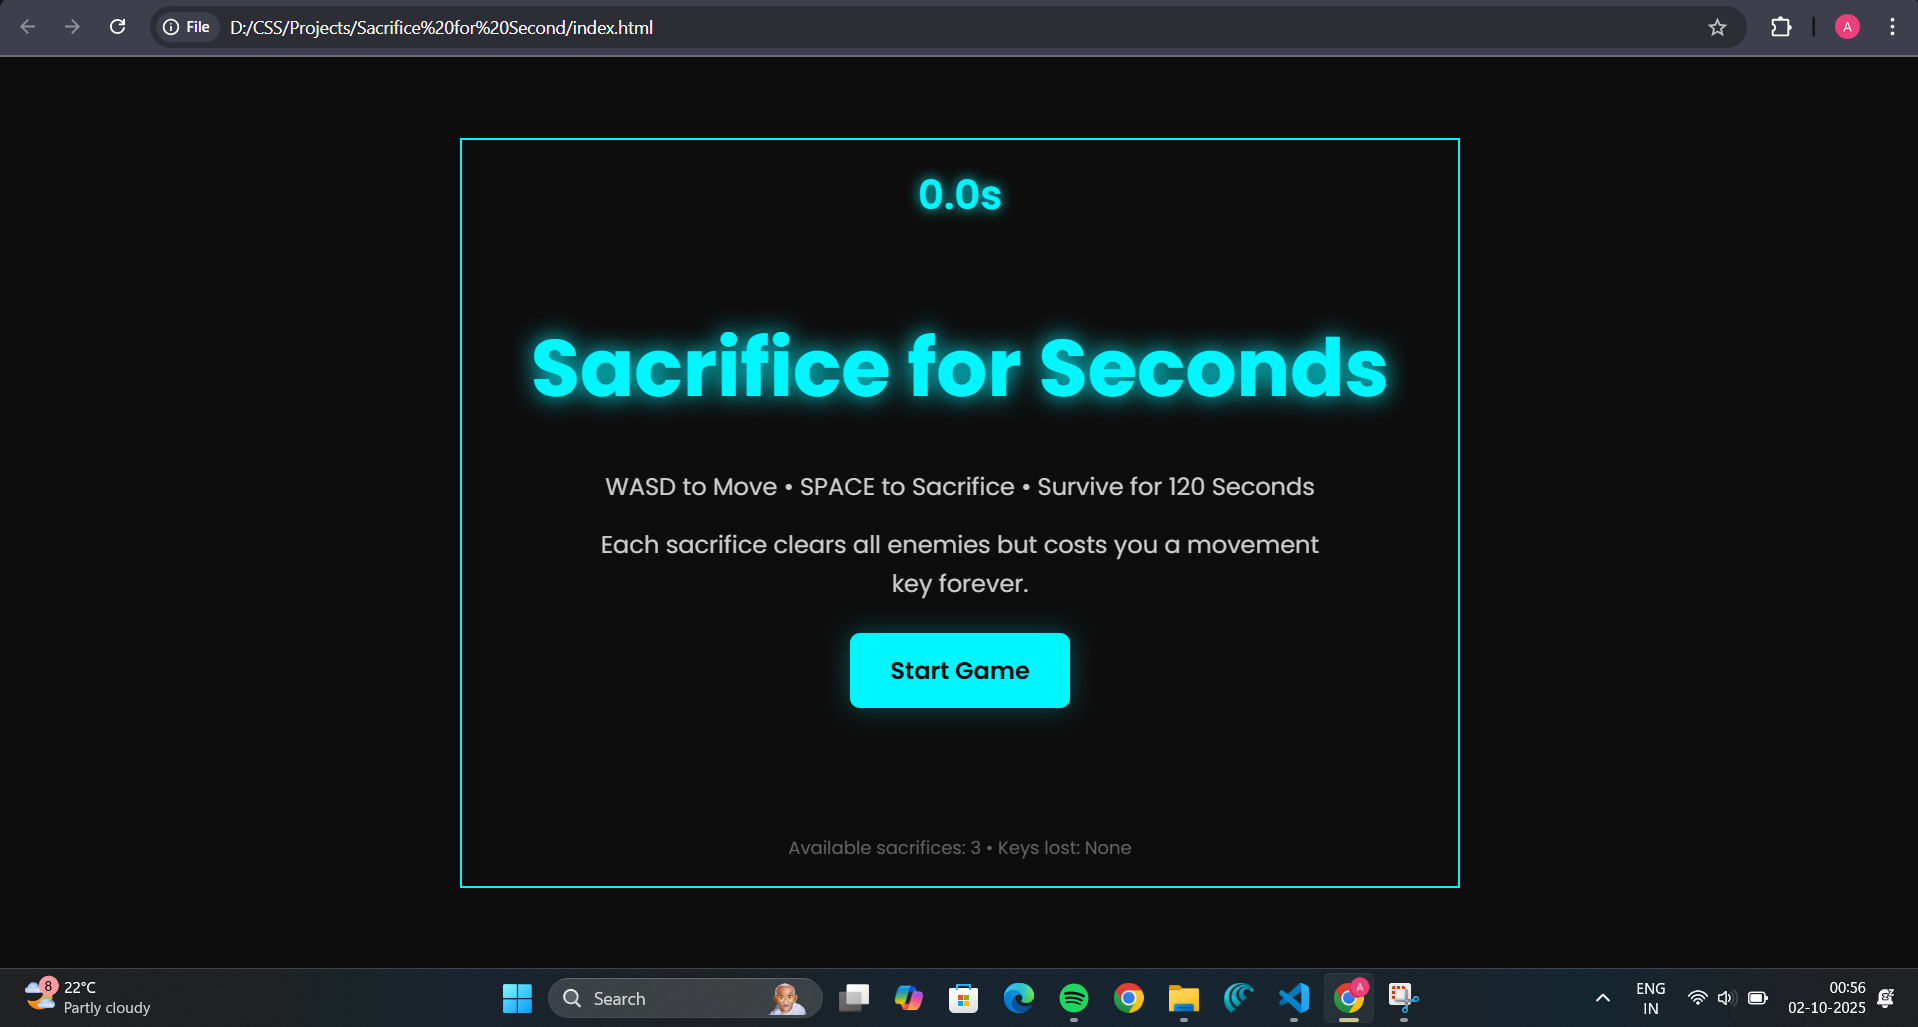 File
D:/CSS/Projects/Sacrifice%20for%20Second/index.html
A
0.0s
Sacrifice for Seconds
WASD to Move • SPACE to Sacrifice • Survive for 120 Seconds
Each sacrifice clears all enemies but costs you a movement
key forever.
Start Game
Available sacrifices: 3 • Keys lost: None
8
22°C
Partly cloudy
Search
A
ENG
IN
00:56
02-10-2025